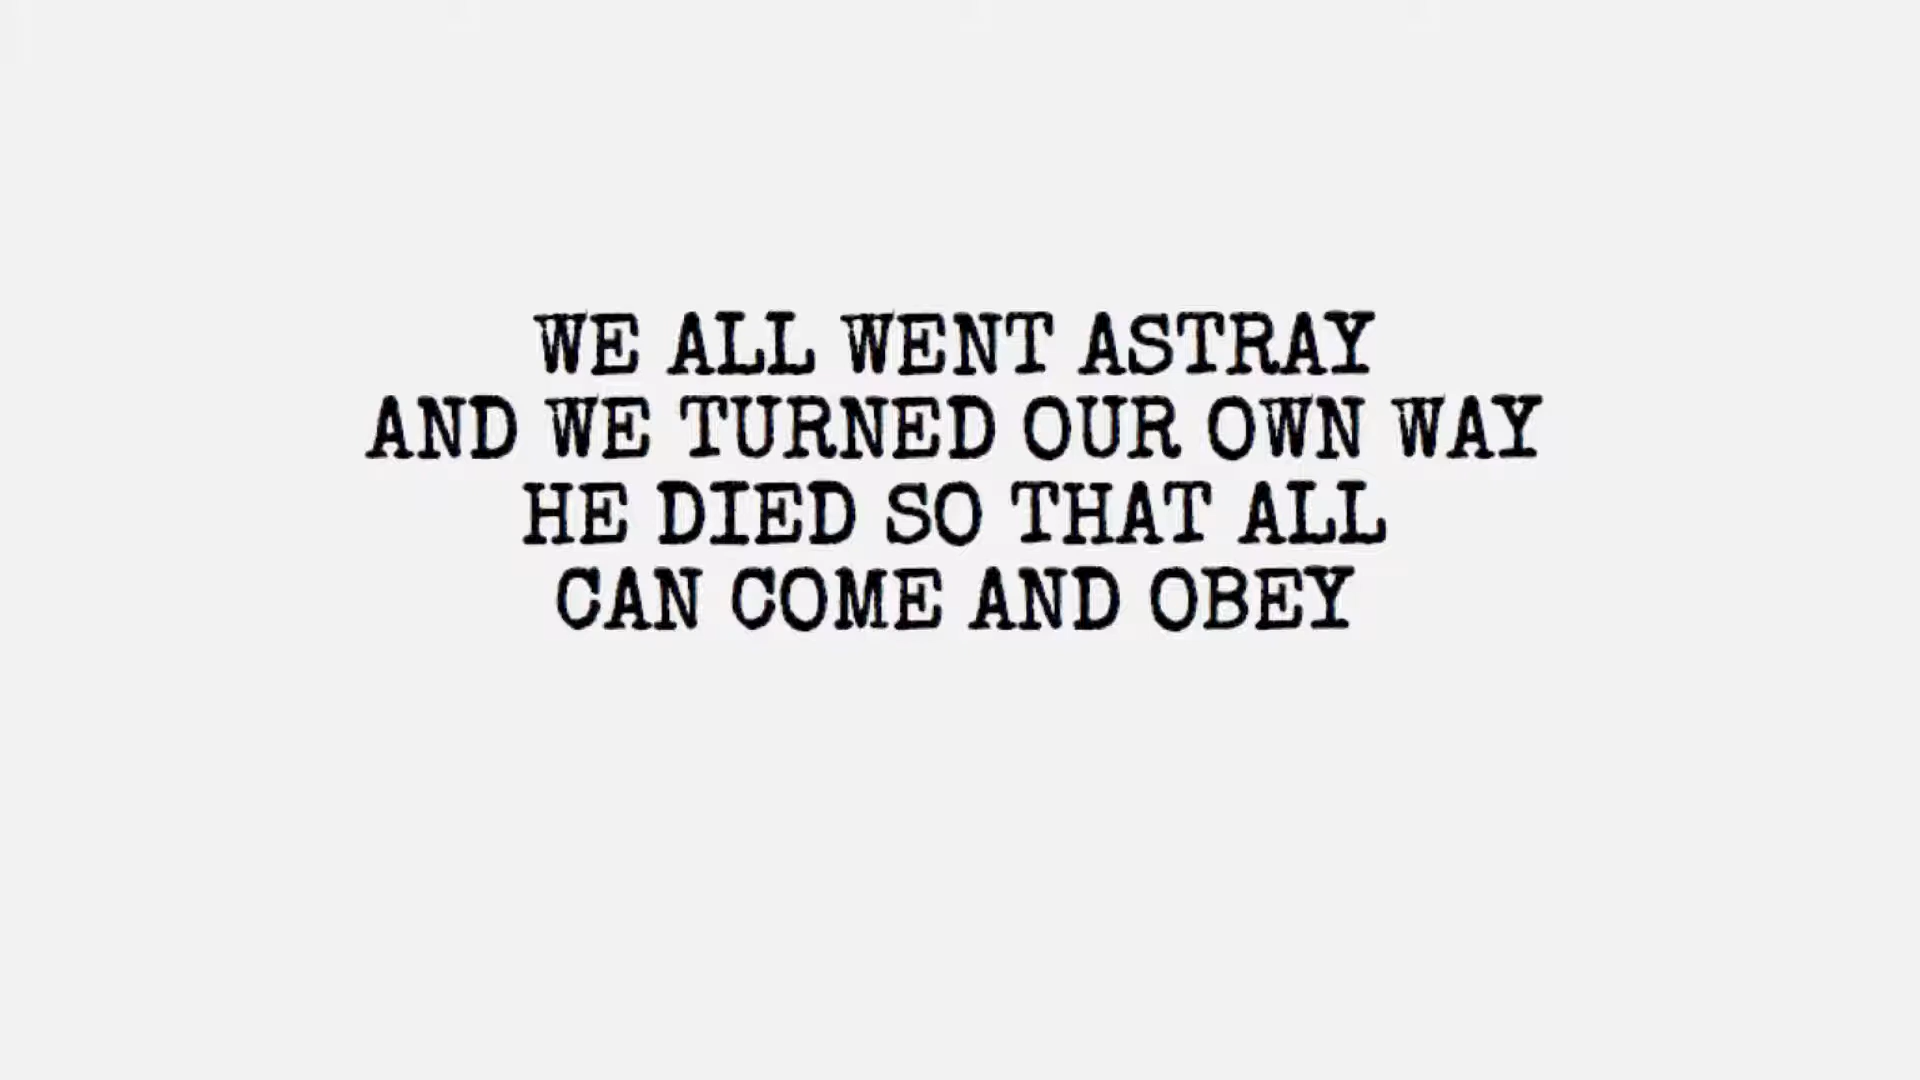 WE ALL WENT ASTRAY
AND WE TURNED OUR OWN WAY
HE DIED SO THAT ALL
CAN COME AND OBEY